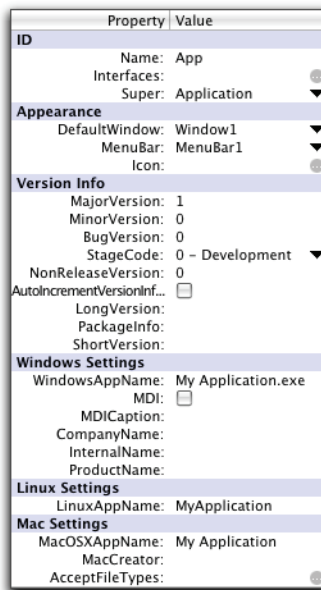 Property Value
ID
Name: App
Interfaces:
Super: Application
Appearance
DefaultWindow: Window1
MenuBar: MenuBar1
Icon:
Version Info
MajorVersion: 1
MinorVersion: 0
BugVersion: 0
StageCode: 0 – Development
NonReleaseVersion: 0
AutoIncrementVersionInf...
LongVersion:
PackageInfo:
ShortVersion:
Windows Settings
WindowsAppName: My Application.exe
MDI:
MDICaption:
CompanyName:
InternalName:
ProductName:
Linux Settings
LinuxAppName: MyApplication
Mac Settings
MacOSXAppName: My Application
MacCreator:
AcceptFileTypes: